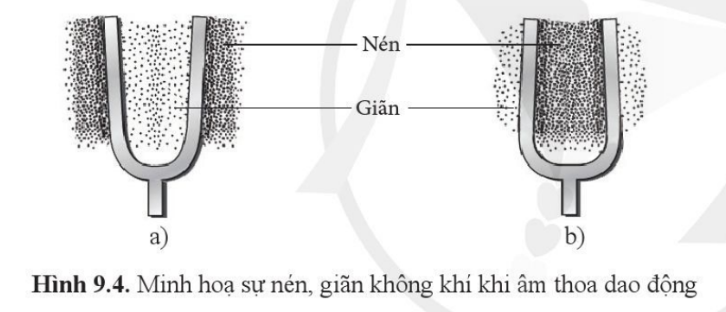 Nén
Giãn
a)
b)
Hình 9.4. Minh hoạ sự nén, giãn không khí khi âm thoa dao động